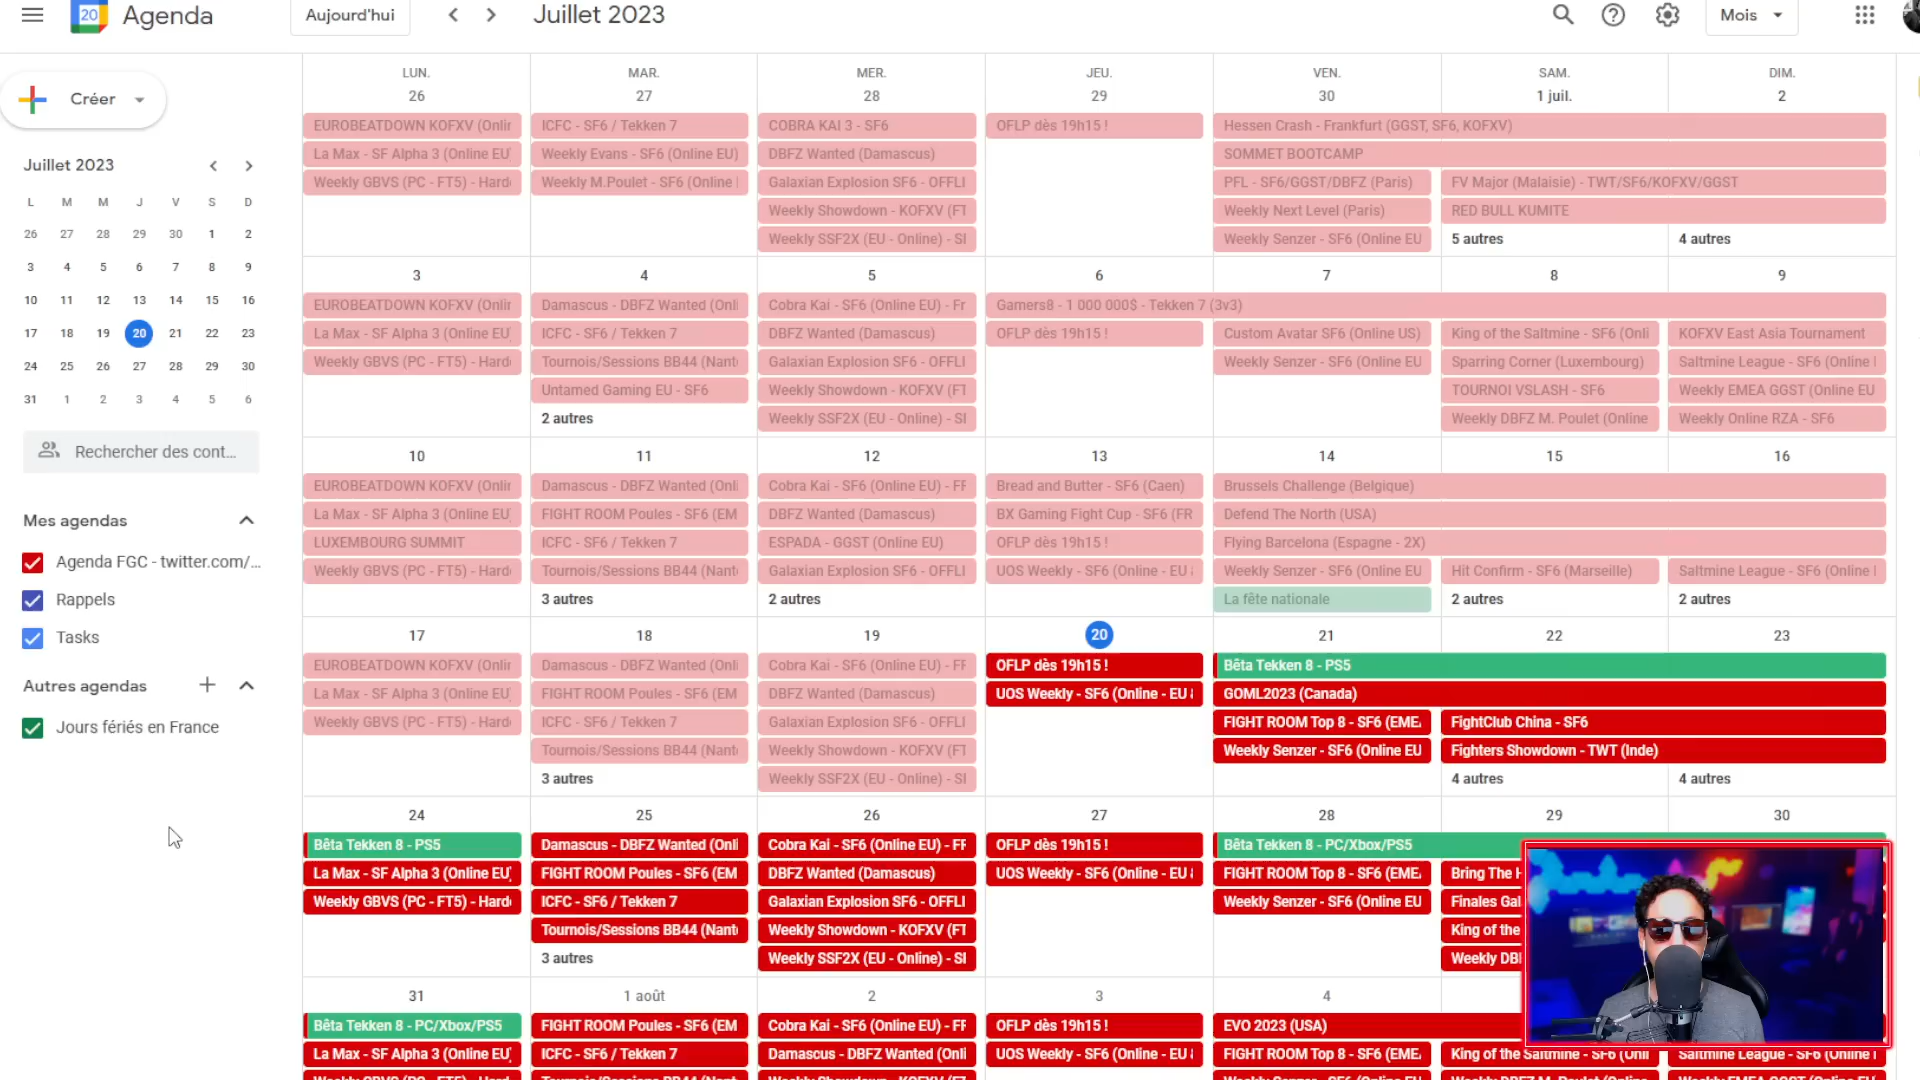 20 Agenda
Aujourd'hui
Juillet 2023
Mois
Créer
Juillet 2023
L M M J V S D
26 27 28 29 30 1 2
3 4 5 6 7 8 9
10 11 12 13 14 15 16
17 18 19 20 21 22 23
24 25 26 27 28 29 30
31 1 2 3 4 5 6
Rechercher des cont...
Mes agendas
Agenda FGC - twitter.com/...
Rappels
Tasks
Autres agendas
Jours fériés en France
LUN. MAR. MER. JEU. VEN. SAM. DIM.
26 27 28 29 30 1 juil. 2
EUROBEATDOWN KOFXV (Onlin ICFC - SF6 / Tekken 7 COBRA KAI 3 - SF6 OFLP dès 19h15 ! Hessen Crash - Frankfurt (GGST, SF6, KOFXV)
La Max - SF Alpha 3 (Online EU) Weekly Evans - SF6 (Online EU) DBFZ Wanted (Damascus) SOMMET BOOTCAMP
Weekly GBVS (PC - FT5) - Hard Weekly M.Poulet - SF6 (Online Galaxian Explosion SF6 - OFFLI PFL - SF6/GGST/DBFZ (Paris) FV Major (Malaisie) - TWT/SF6/KOFXV/GGST
Weekly Showdown - KOFXV (FT Weekly Next Level (Paris) RED BULL KUMITE
Weekly SSF2X (EU - Online) - Weekly Senzer - SF6 (Online EU 5 autres 4 autres
3 4 5 6 7 8 9
EUROBEATDOWN KOFXV (Onlin Damascus - DBFZ Wanted (Onli Cobra Kai - SF6 (Online EU) - Fr Gamers8 - 1 000 000$ - Tekken 7 (3v3)
La Max - SF Alpha 3 (Online EU) ICFC - SF6 / Tekken 7 DBFZ Wanted (Damascus) OFLP dès 19h15 ! Custom Avatar SF6 (Online US) King of the Saltmine - SF6 (Onli KOFXV East Asia Tournament
Weekly GBVS (PC - FT5) - Hard Tournois/Sessions BB44 (Nant Galaxian Explosion SF6 - OFFLI Weekly Senzer - SF6 (Online EU Sparring Corner (Luxembourg) Saltmine League - SF6 (Online
Untamed Gaming EU - SF6 Weekly Showdown - KOFXV (FT TOURNOI VSLASH - SF6 Weekly EMEA GGST (Online EU
2 autres Weekly SSF2X (EU - Online) - Weekly DBFZ M. Poulet (Online Weekly Online RZA - SF6
10 11 12 13 14 15 16
EUROBEATDOWN KOFXV (Onlin Damascus - DBFZ Wanted (Onli Cobra Kai - SF6 (Online EU) - FF Bread and Butter - SF6 (Caen) Brussels Challenge (Belgique)
La Max - SF Alpha 3 (Online EU) FIGHT ROOM Poules - SF6 (EM DBFZ Wanted (Damascus) BX Gaming Fight Cup - SF6 (FR Defend The North (USA)
LUXEMBOURG SUMMIT ICFC - SF6 / Tekken 7 ESPADA - GGST (Online EU) OFLP dès 19h15 ! Flying Barcelona (Espagne - 2X)
Weekly GBVS (PC - FT5) - Hard Tournois/Sessions BB44 (Nant Galaxian Explosion SF6 - OFFLI UOS Weekly - SF6 (Online - EU Weekly Senzer - SF6 (Online EU Hit Confirm - SF6 (Marseille) Saltmine League - SF6 (Online
3 autres 2 autres La fête nationale 2 autres 2 autres
17 18 19 20 21 22 23
EUROBEATDOWN KOFXV (Onlin Damascus - DBFZ Wanted (Onli Cobra Kai - SF6 (Online EU) - FF OFLP dès 19h15 ! Bêta Tekken 8 - PS5
La Max - SF Alpha 3 (Online EU) FIGHT ROOM Poules - SF6 (EM DBFZ Wanted (Damascus) UOS Weekly - SF6 (Online - EU GOML2023 (Canada)
Weekly GBVS (PC - FT5) - Hard ICFC - SF6 / Tekken 7 Galaxian Explosion SF6 - OFFLI FIGHT ROOM Top 8 - SF6 (EMEA FightClub China - SF6
Tournois/Sessions BB44 (Nant Weekly Showdown - KOFXV (FT Weekly Senzer - SF6 (Online EU Fighters Showdown - TWT (Inde)
3 autres Weekly SSF2X (EU - Online) - 4 autres 4 autres
24 25 26 27 28 29 30
Bêta Tekken 8 - PS5 Damascus - DBFZ Wanted (Onli Cobra Kai - SF6 (Online EU) - FF OFLP dès 19h15 ! Bêta Tekken 8 - PC/Xbox/PS5
La Max - SF Alpha 3 (Online EU) FIGHT ROOM Poules - SF6 (EM DBFZ Wanted (Damascus) UOS Weekly - SF6 (Online - EU FIGHT ROOM Top 8 - SF6 (EMEA Bring The
Weekly GBVS (PC - FT5) - Hard ICFC - SF6 / Tekken 7 Galaxian Explosion SF6 - OFFLI Weekly Senzer - SF6 (Online EU Finales Gal
Tournois/Sessions BB44 (Nant Weekly Showdown - KOFXV (FT King of the
3 autres Weekly SSF2X (EU - Online) - Weekly DB
31 1 août 2 3 4
Bêta Tekken 8 - PC/Xbox/PS5 FIGHT ROOM Poules - SF6 (EM Cobra Kai - SF6 (Online EU) - FF OFLP dès 19h15 ! EVO 2023 (USA)
La Max - SF Alpha 3 (Online EU) ICFC - SF6 / Tekken 7 Damascus - DBFZ Wanted (Onli UOS Weekly - SF6 (Online - EU FIGHT ROOM Top 8 - SF6 (EMEA King of the Saltmine - SF6 (Onli Saltmine League - SF6 (Online